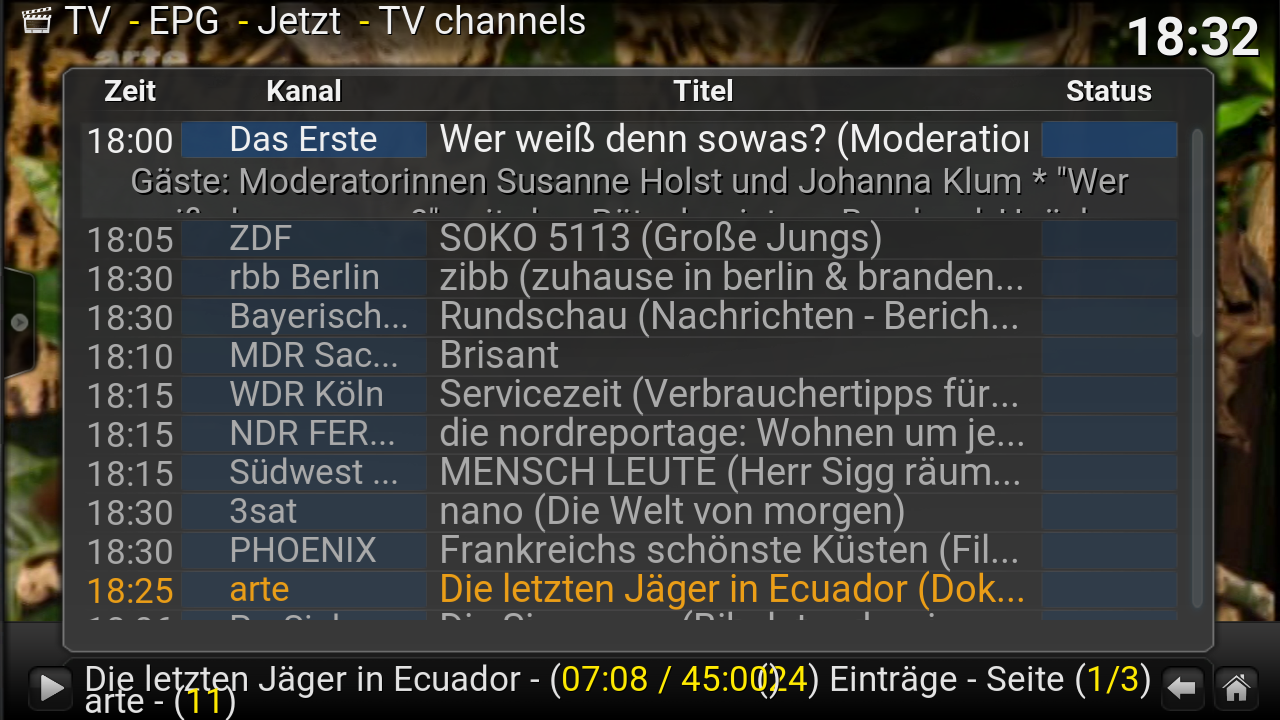 TV - EPG - Jetzt - TV channels
18:32
arte
Zeit Kanal Titel Status
18:00 Das Erste Wer weiß denn sowas? (Moderation
Gäste: Moderatorinnen Susanne Holst und Johanna Klum * "Wer
18:05 ZDF SOKO 5113 (Große Jungs)
18:30 rbb Berlin zibb (zuhause in berlin & branden...
18:30 Bayerisch... Rundschau (Nachrichten - Berich...
18:10 MDR Sac... Brisant
18:15 WDR Köln Servicezeit (Verbrauchertipps für...
18:15 NDR FER... die nordreportage: Wohnen um je...
18:15 Südwest ... MENSCH LEUTE (Herr Sigg räum...
18:30 3sat nano (Die Welt von morgen)
18:30 PHOENIX Frankreichs schönste Küsten (Fil...
18:25 arte Die letzten Jäger in Ecuador (Dok...
Die letzten Jäger in Ecuador - (07:08 / 45:00) (24) Einträge - Seite (1/3)
arte - (11)